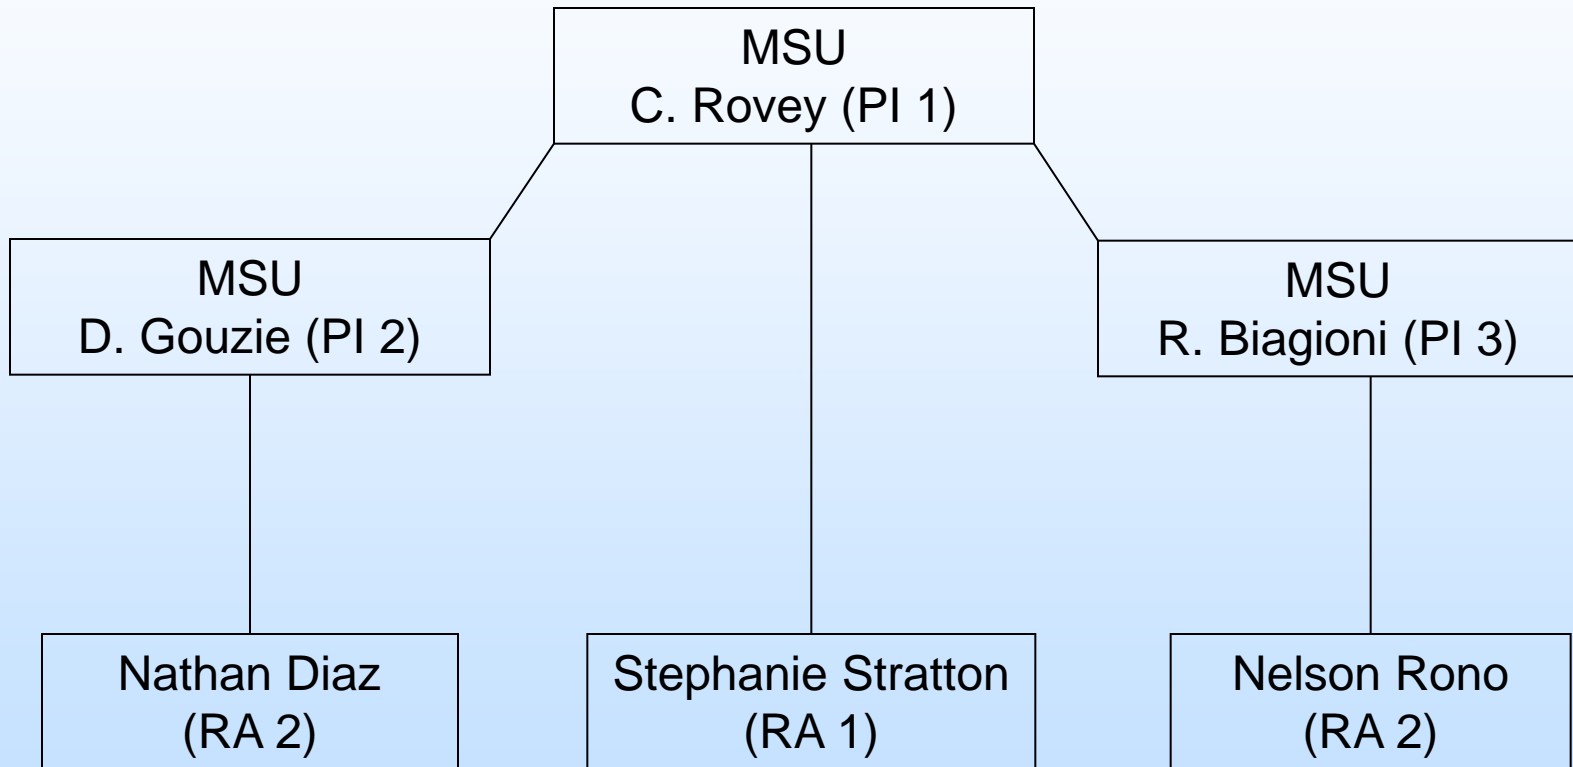 MSU
C. Rovey (PI 1)
MSU
D. Gouzie (PI 2)
MSU
R. Biagioni (PI 3)
Nathan Diaz
(RA 2)
Stephanie Stratton
(RA 1)
Nelson Rono
(RA 2)